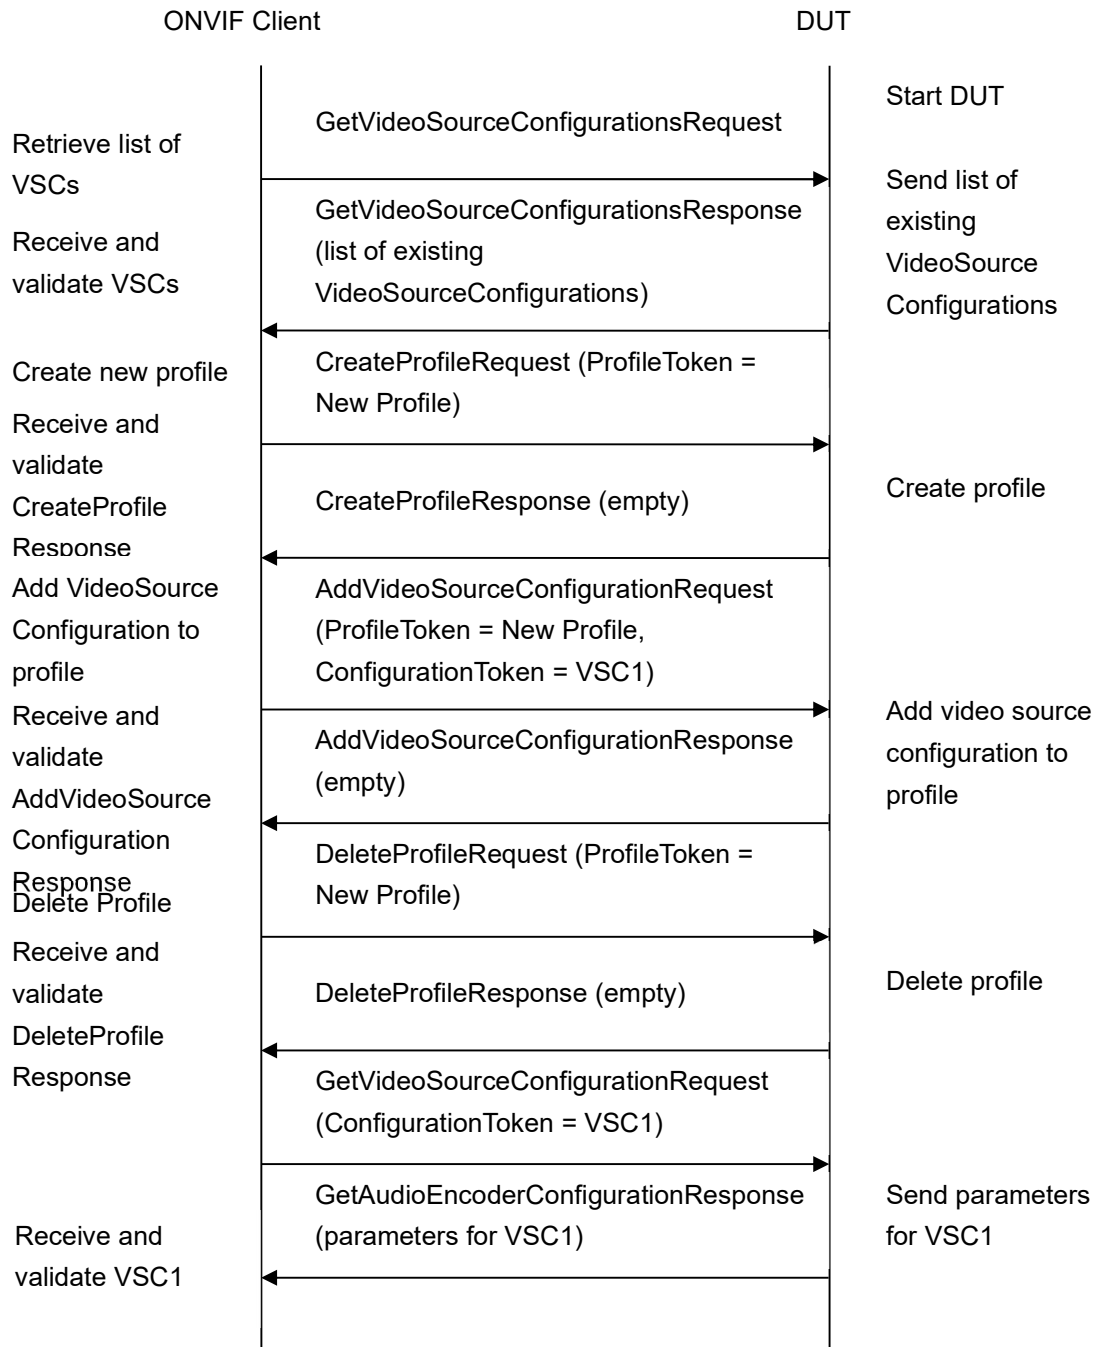 ONVIF Client
DUT
Start DUT
GetVideoSourceConfigurationsRequest
Retrieve list of
VSCs
Send list of
existing
VideoSource
Configurations
GetVideoSourceConfigurationsResponse
(list of existing
VideoSourceConfigurations)
Receive and
validate VSCs
CreateProfileRequest (ProfileToken =
New Profile)
Create new profile
Receive and
validate
CreateProfile
Response
CreateProfileResponse (empty)
Create profile
Add VideoSource
Configuration to
profile
AddVideoSourceConfigurationRequest
(ProfileToken = New Profile,
ConfigurationToken = VSC1)
Receive and
validate
AddVideoSource
Configuration
Response
AddVideoSourceConfigurationResponse
(empty)
Add video source
configuration to
profile
DeleteProfileRequest (ProfileToken =
New Profile)
Delete Profile
Receive and
validate
DeleteProfile
Response
DeleteProfileResponse (empty)
Delete profile
GetVideoSourceConfigurationRequest
(ConfigurationToken = VSC1)
GetAudioEncoderConfigurationResponse
(parameters for VSC1)
Send parameters
for VSC1
Receive and
validate VSC1